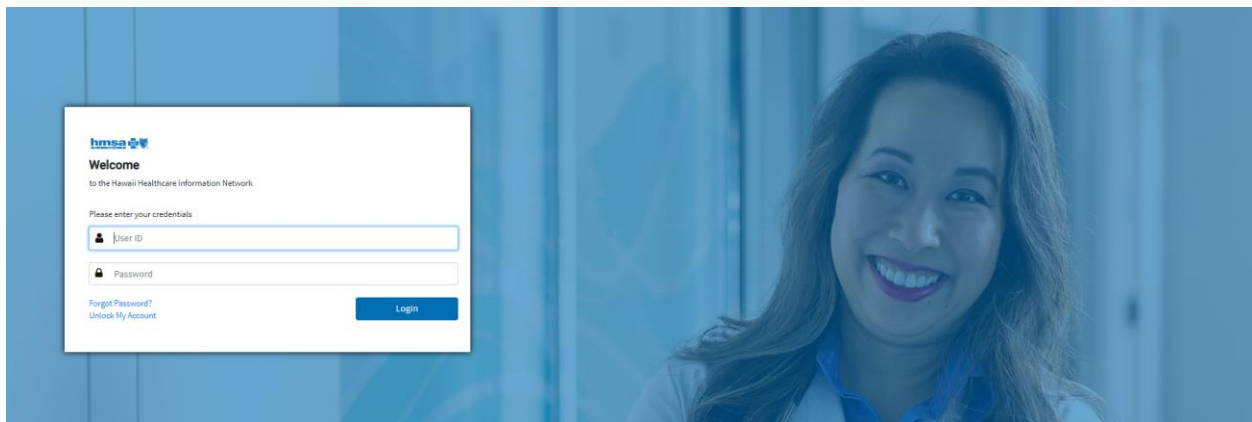 hmsa
Welcome
to the Hawaii Healthcare Information Network
Please enter your credentials
User ID
Password
Forgot Password?
Login
Unlock My Account